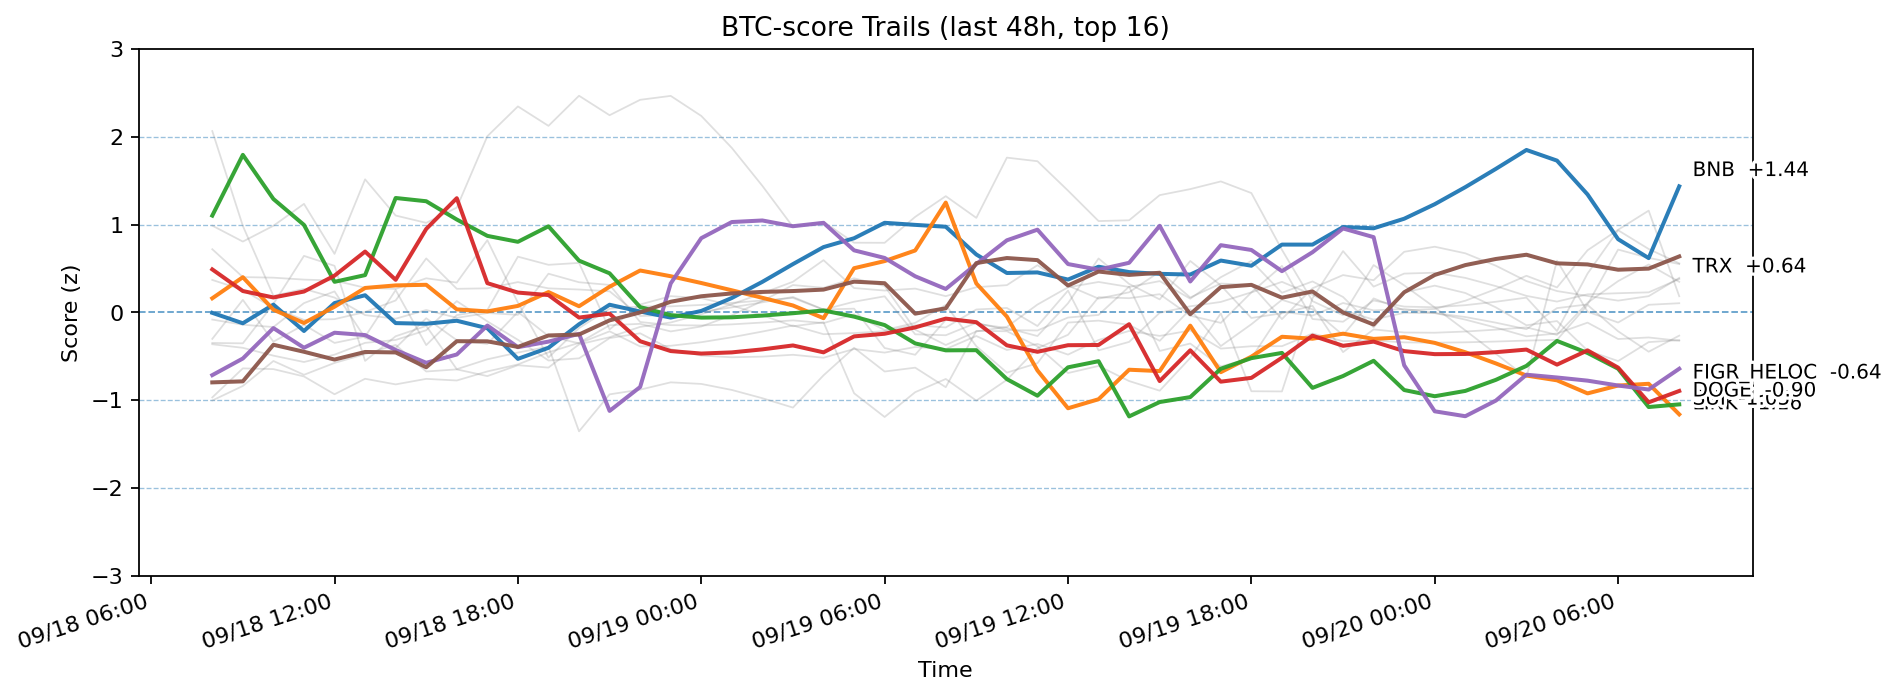 BTC-score Trails (last 48h, top 16)
Score (z)
3
2
1
0
−1
−2
−3
BNB +1.44
TRX +0.64
FIGR_HELOC -0.64
DOGE -0.90
09/18 06:00
09/18 12:00
09/18 18:00
09/19 00:00
09/19 06:00
09/19 12:00
09/19 18:00
09/20 00:00
09/20 06:00
Time